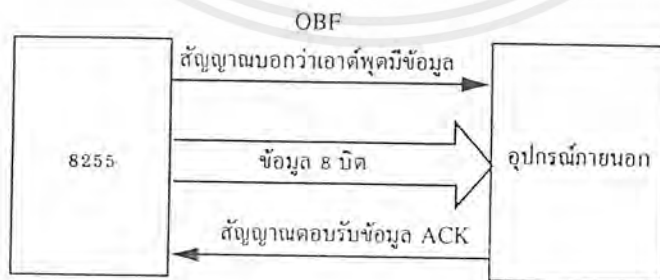 OBF
สัญญาณบอกว่าเอาต์พุตมีข้อมูล
8255
ข้อมูล 8 บิต
อุปกรณ์ภายนอก
สัญญาณตอบรับข้อมูล ACK